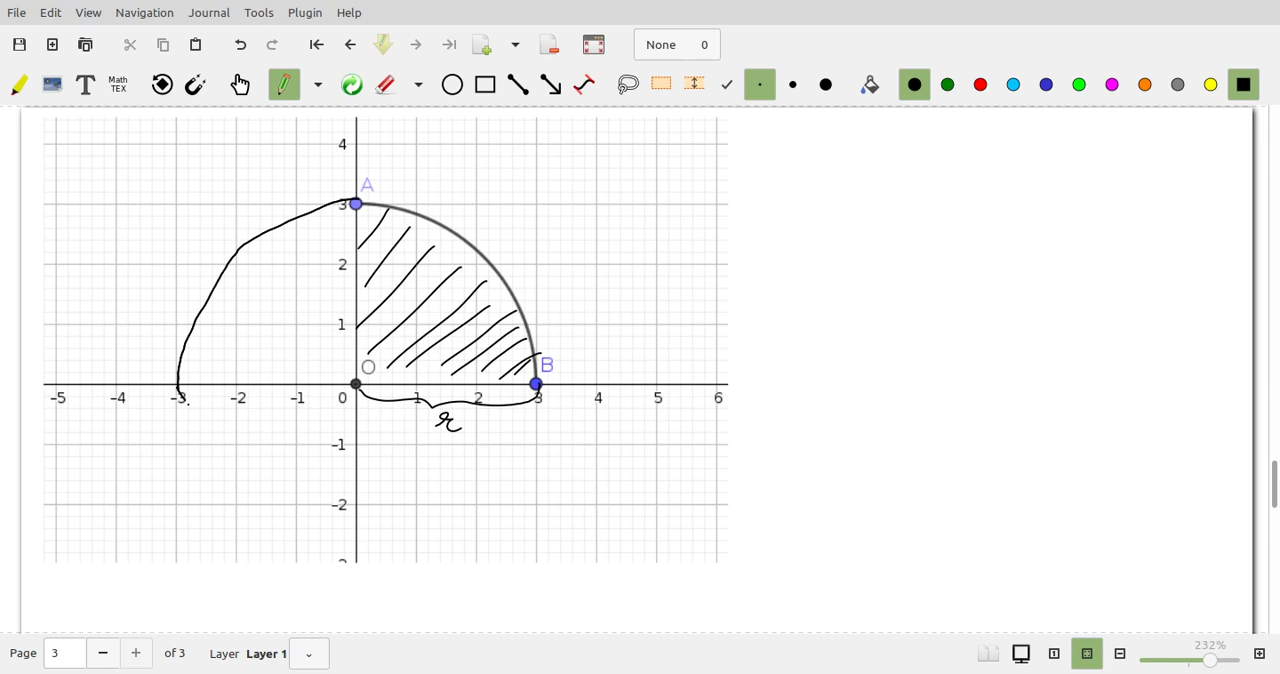 File Edit View Navigation Journal Tools Plugin Help
None 0
T Math TEX
4
A
3
2
1
O B
-5 -4 -3 -2 -1 0 1 2 3 4 5 6
r
-1
-2
Page 3 of 3 Layer Layer 1 1 232%